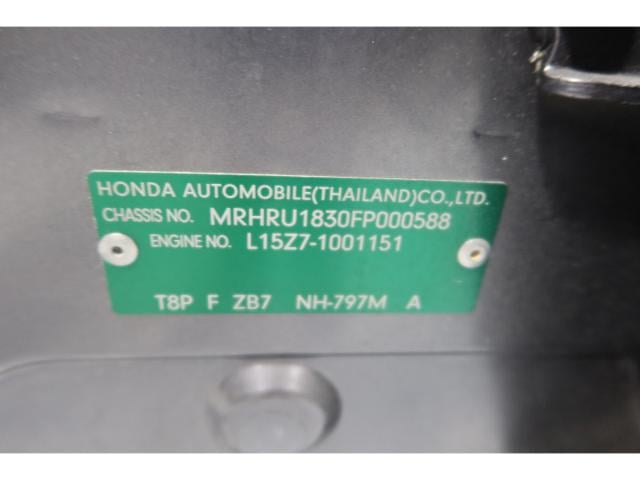 HONDA AUTOMOBILE(THAILAND)CO.,LTD.
CHASSIS NO. MRHRU1830FP000588
ENGINE NO. L15Z7-1001151
T8P F ZB7 NH-797M A